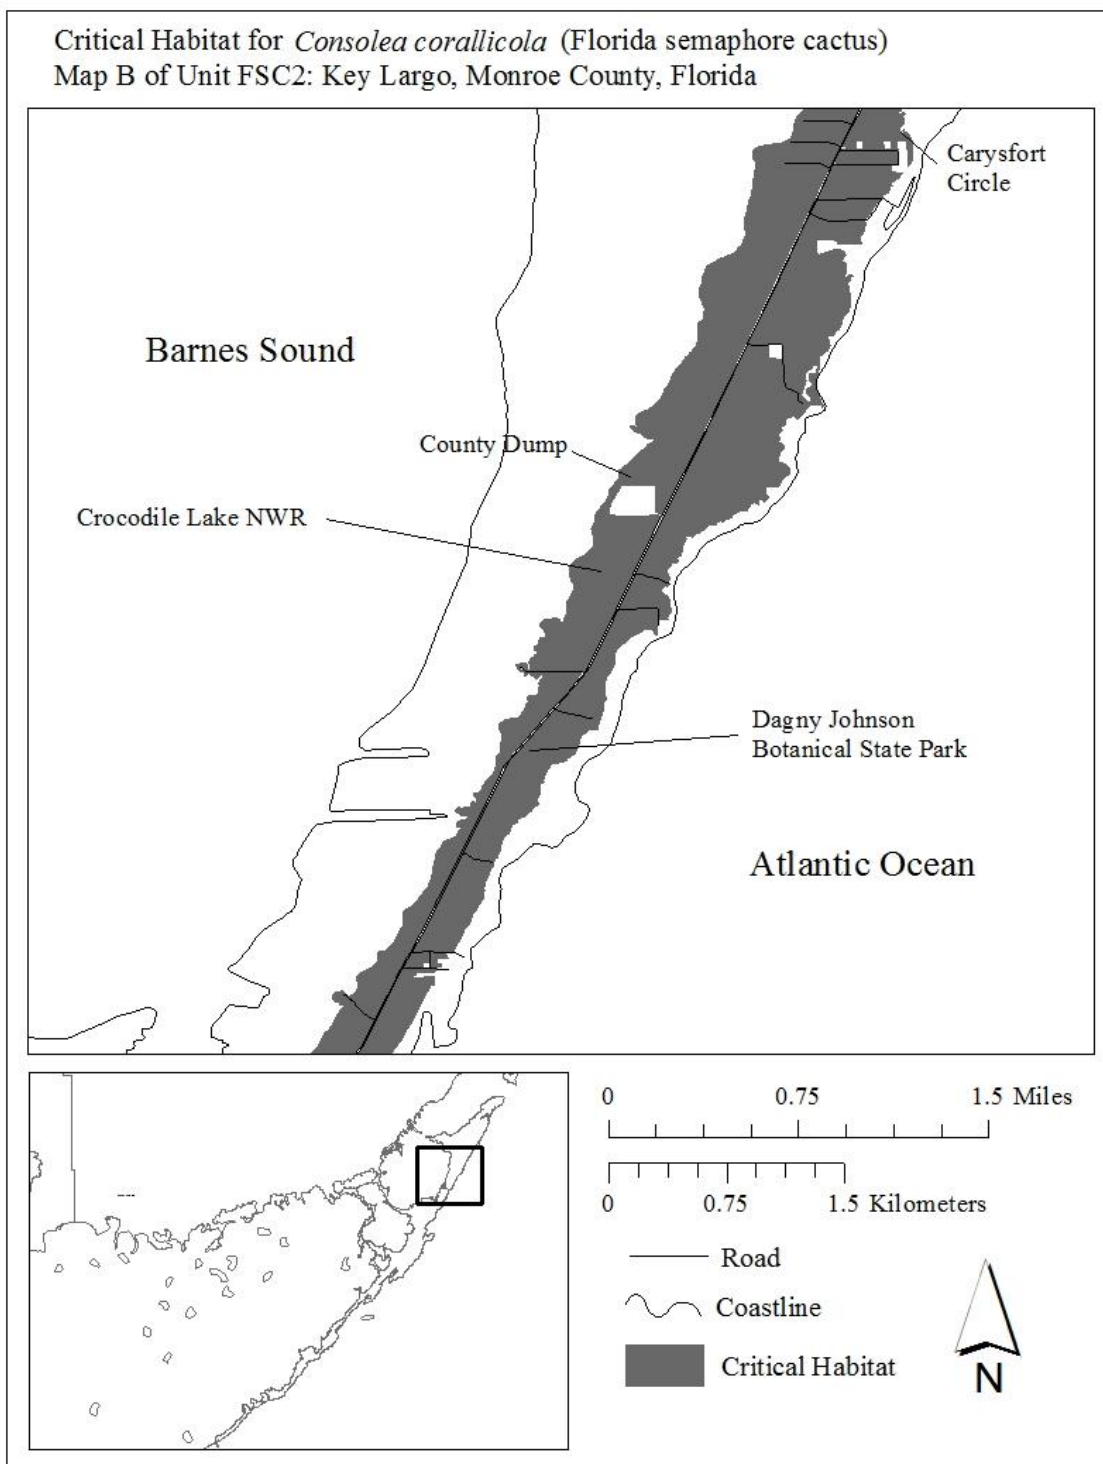 Critical Habitat for Consolea corallicola (Florida semaphore cactus)
Map B of Unit FSC2: Key Largo, Monroe County, Florida
Carysfort
Circle
Barnes Sound
County Dump
Crocodile Lake NWR
Dagny Johnson
Botanical State Park
Atlantic Ocean
0 0.75 1.5 Miles
0 0.75 1.5 Kilometers
Road
Coastline
Critical Habitat
N